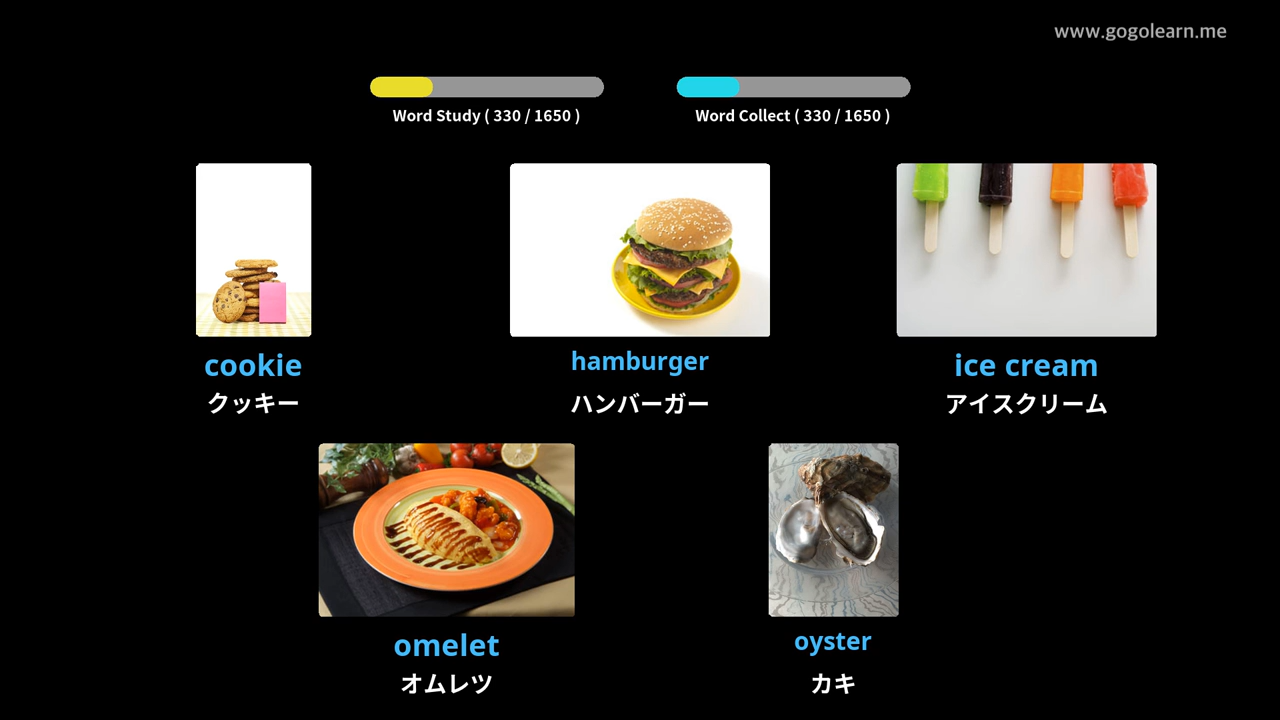 www.gogolearn.me
Word Study ( 330 / 1650 )
Word Collect ( 330 / 1650 )
cookie
クッキー
hamburger
ハンバーガー
ice cream
アイスクリーム
omelet
オムレツ
oyster
カキ